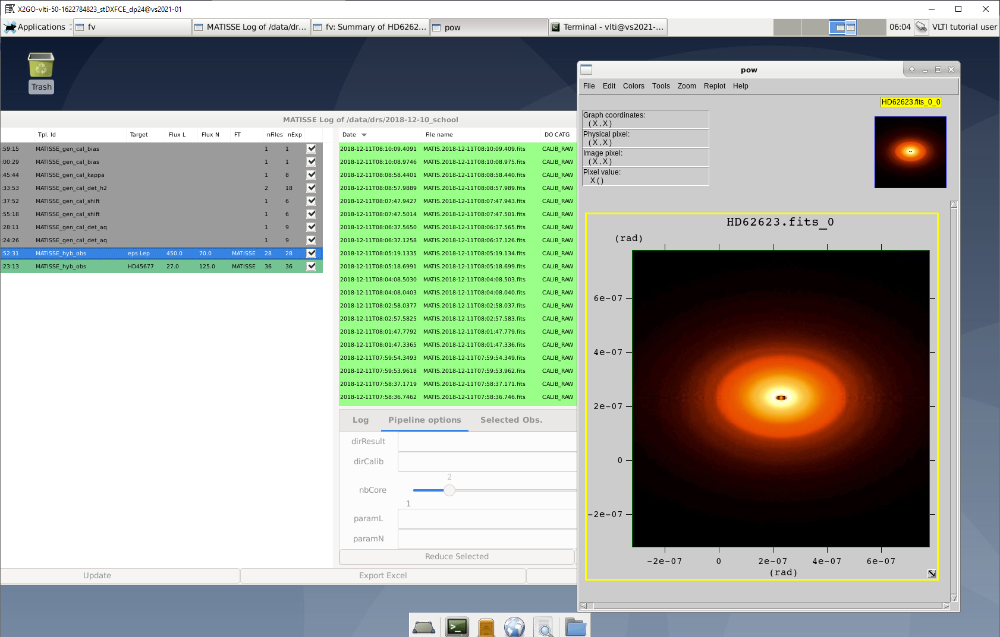 X2GO-vlti-50-1622784823_stDXFCE_dp24@vs2021-01
Applications fv MATISSE Log of /data/dr... fv: Summary of HD6262... pow Terminal - vlti@vs2021-... 06:04 VLTI tutorial user
Trash
MATISSE Log of /data/drs/2018-12-10_school
Tpl. Id Target Flux L Flux N FT nFiles nExp
:59:15 MATISSE_gen_cal_bias 1 1
:00:29 MATISSE_gen_cal_bias 1 1
:45:44 MATISSE_gen_cal_kappa 1 8
:33:53 MATISSE_gen_cal_det_h2 2 18
:37:52 MATISSE_gen_cal_shift 1 6
:55:18 MATISSE_gen_cal_shift 1 6
:28:11 MATISSE_gen_cal_det_aq 1 9
:24:26 MATISSE_gen_cal_det_aq 1 9
:52:31 MATISSE_hyb_obs eps Lep 450.0 70.0 MATISSE 28 28
:23:13 MATISSE_hyb_obs HD45677 27.0 125.0 MATISSE 36 36
Date File name DO CATG
2018-12-11T08:10:09.4091 MATIS.2018-12-11T08:10:09.409.fits CALIB_RAW
2018-12-11T08:10:08.9746 MATIS.2018-12-11T08:10:08.975.fits CALIB_RAW
2018-12-11T08:08:58.4401 MATIS.2018-12-11T08:08:58.440.fits CALIB_RAW
2018-12-11T08:08:57.9889 MATIS.2018-12-11T08:08:57.989.fits CALIB_RAW
2018-12-11T08:07:47.9427 MATIS.2018-12-11T08:07:47.943.fits CALIB_RAW
2018-12-11T08:07:47.5014 MATIS.2018-12-11T08:07:47.501.fits CALIB_RAW
2018-12-11T08:06:37.5650 MATIS.2018-12-11T08:06:37.565.fits CALIB_RAW
2018-12-11T08:06:37.1258 MATIS.2018-12-11T08:06:37.126.fits CALIB_RAW
2018-12-11T08:05:19.1335 MATIS.2018-12-11T08:05:19.134.fits CALIB_RAW
2018-12-11T08:05:18.6991 MATIS.2018-12-11T08:05:18.699.fits CALIB_RAW
2018-12-11T08:04:08.5030 MATIS.2018-12-11T08:04:08.503.fits CALIB_RAW
2018-12-11T08:04:08.0403 MATIS.2018-12-11T08:04:08.040.fits CALIB_RAW
2018-12-11T08:02:58.0377 MATIS.2018-12-11T08:02:58.037.fits CALIB_RAW
2018-12-11T08:02:57.5825 MATIS.2018-12-11T08:02:57.583.fits CALIB_RAW
2018-12-11T08:01:47.7792 MATIS.2018-12-11T08:01:47.779.fits CALIB_RAW
2018-12-11T08:01:47.3365 MATIS.2018-12-11T08:01:47.336.fits CALIB_RAW
2018-12-11T07:59:54.3493 MATIS.2018-12-11T07:59:54.349.fits CALIB_RAW
2018-12-11T07:59:53.9618 MATIS.2018-12-11T07:59:53.962.fits CALIB_RAW
2018-12-11T07:58:37.1719 MATIS.2018-12-11T07:58:37.171.fits CALIB_RAW
2018-12-11T07:58:36.7462 MATIS.2018-12-11T07:58:36.746.fits CALIB_RAW
Log Pipeline options Selected Obs.
dirResult
dirCalib
2
nbCore
1
paramL
paramN
Reduce Selected
Update Export Excel
pow
File Edit Colors Tools Zoom Replot Help
HD62623.fits_0_0
Graph coordinates:
( X , X )
Physical pixel:
( X , X )
Image pixel:
( X , X )
Pixel value:
X ( )
HD62623.fits_0
(rad)
6e-07
4e-07
2e-07
0
-2e-07
-2e-07 0 2e-07 4e-07 6e-07
(rad)